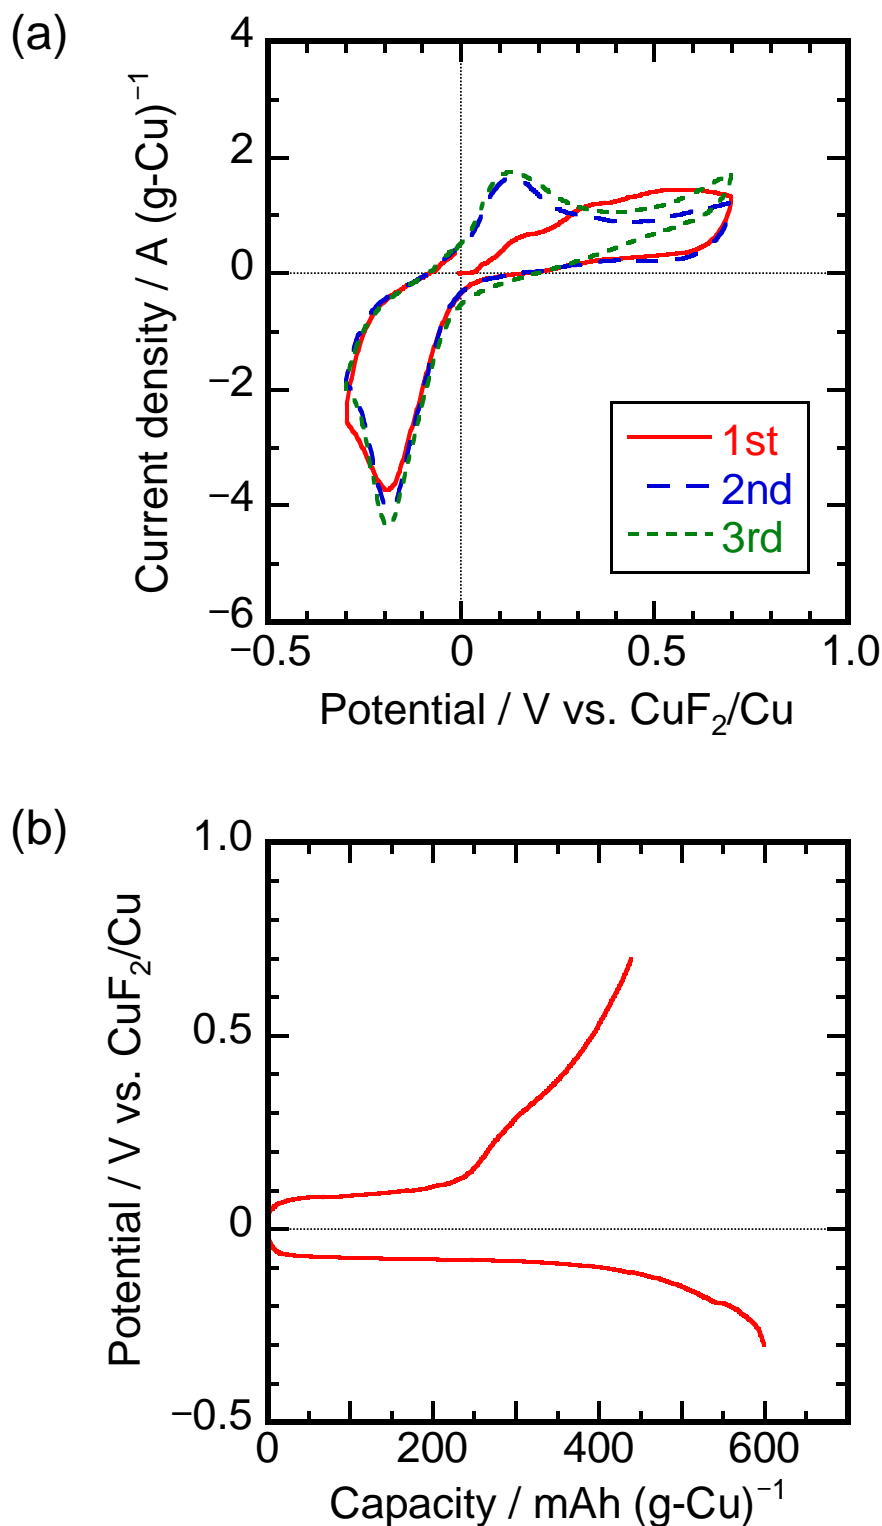 (a)
4
2
0
−2
−4
−6
Current density / A (g-Cu)⁻¹
1st
2nd
3rd
−0.5
0
0.5
1.0
Potential / V vs. CuF₂/Cu
(b)
1.0
0.5
0
−0.5
Potential / V vs. CuF₂/Cu
0
200
400
600
Capacity / mAh (g-Cu)⁻¹